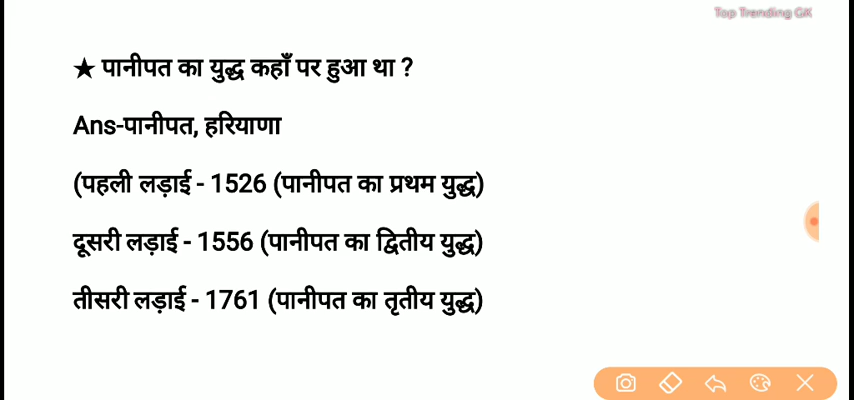 Top Trending GK
★ पानीपत का युद्ध कहाँ पर हुआ था ?
Ans-पानीपत, हरियाणा
(पहली लड़ाई - 1526 (पानीपत का प्रथम युद्ध)
दूसरी लड़ाई - 1556 (पानीपत का द्वितीय युद्ध)
तीसरी लड़ाई - 1761 (पानीपत का तृतीय युद्ध)